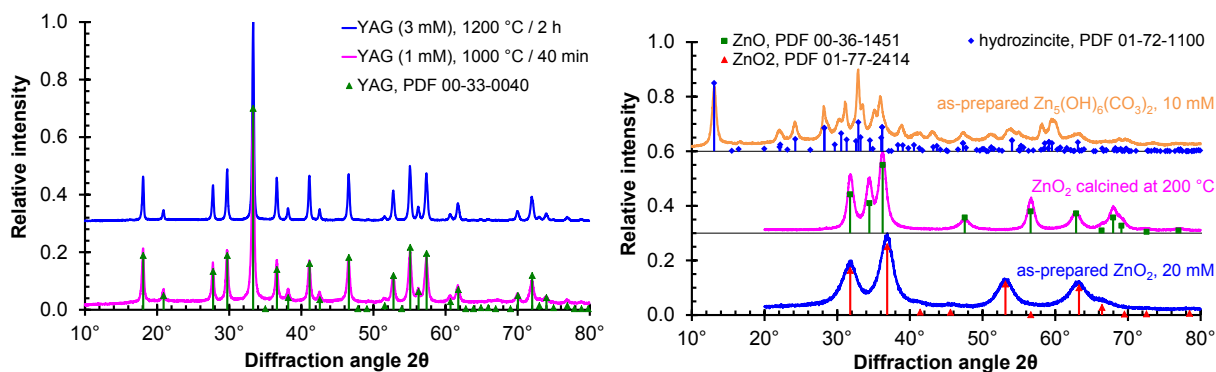 YAG (3 mM), 1200 °C / 2 h
YAG (1 mM), 1000 °C / 40 min
YAG, PDF 00-33-0040
Relative intensity
1.0
0.8
0.6
0.4
0.2
0.0
10 20 30 40 50 60 70 80
Diffraction angle 2θ
ZnO, PDF 00-36-1451
hydrozincite, PDF 01-72-1100
ZnO2, PDF 01-77-2414
as-prepared Zn5(OH)6(CO3)2, 10 mM
ZnO2 calcined at 200 °C
as-prepared ZnO2, 20 mM
Relative intensity
1.0
0.8
0.6
0.4
0.2
0.0
10° 20° 30° 40° 50° 60° 70° 80°
Diffraction angle 2θ